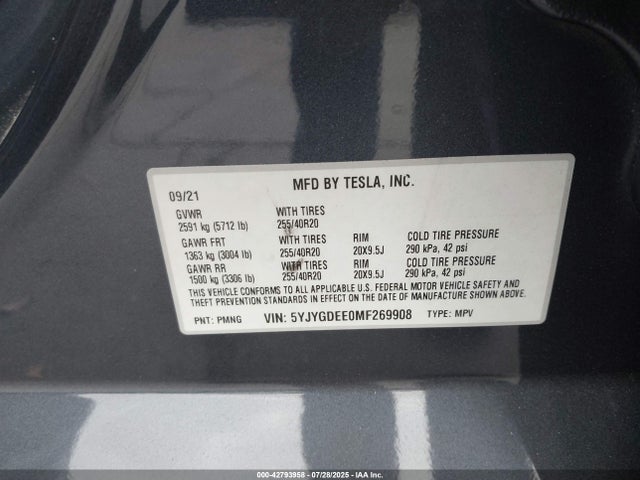 MFD BY TESLA, INC.
09/21
GVWR WITH TIRES
2591 kg (5712 lb) 255/40R20
GAWR FRT WITH TIRES RIM COLD TIRE PRESSURE
1363 kg (3004 lb) 255/40R20 20X9.5J 290 kPa, 42 psi
GAWR RR WITH TIRES RIM COLD TIRE PRESSURE
1500 kg (3306 lb) 255/40R20 20X9.5J 290 kPa, 42 psi
THIS VEHICLE CONFORMS TO ALL APPLICABLE U.S. FEDERAL MOTOR VEHICLE SAFETY AND
THEFT PREVENTION STANDARDS IN EFFECT ON THE DATE OF MANUFACTURE SHOWN ABOVE.
PNT: PMNG VIN: 5YJYGDEE0MF269908 TYPE: MPV
000-42793958 - 07/28/2025 - IAA Inc.